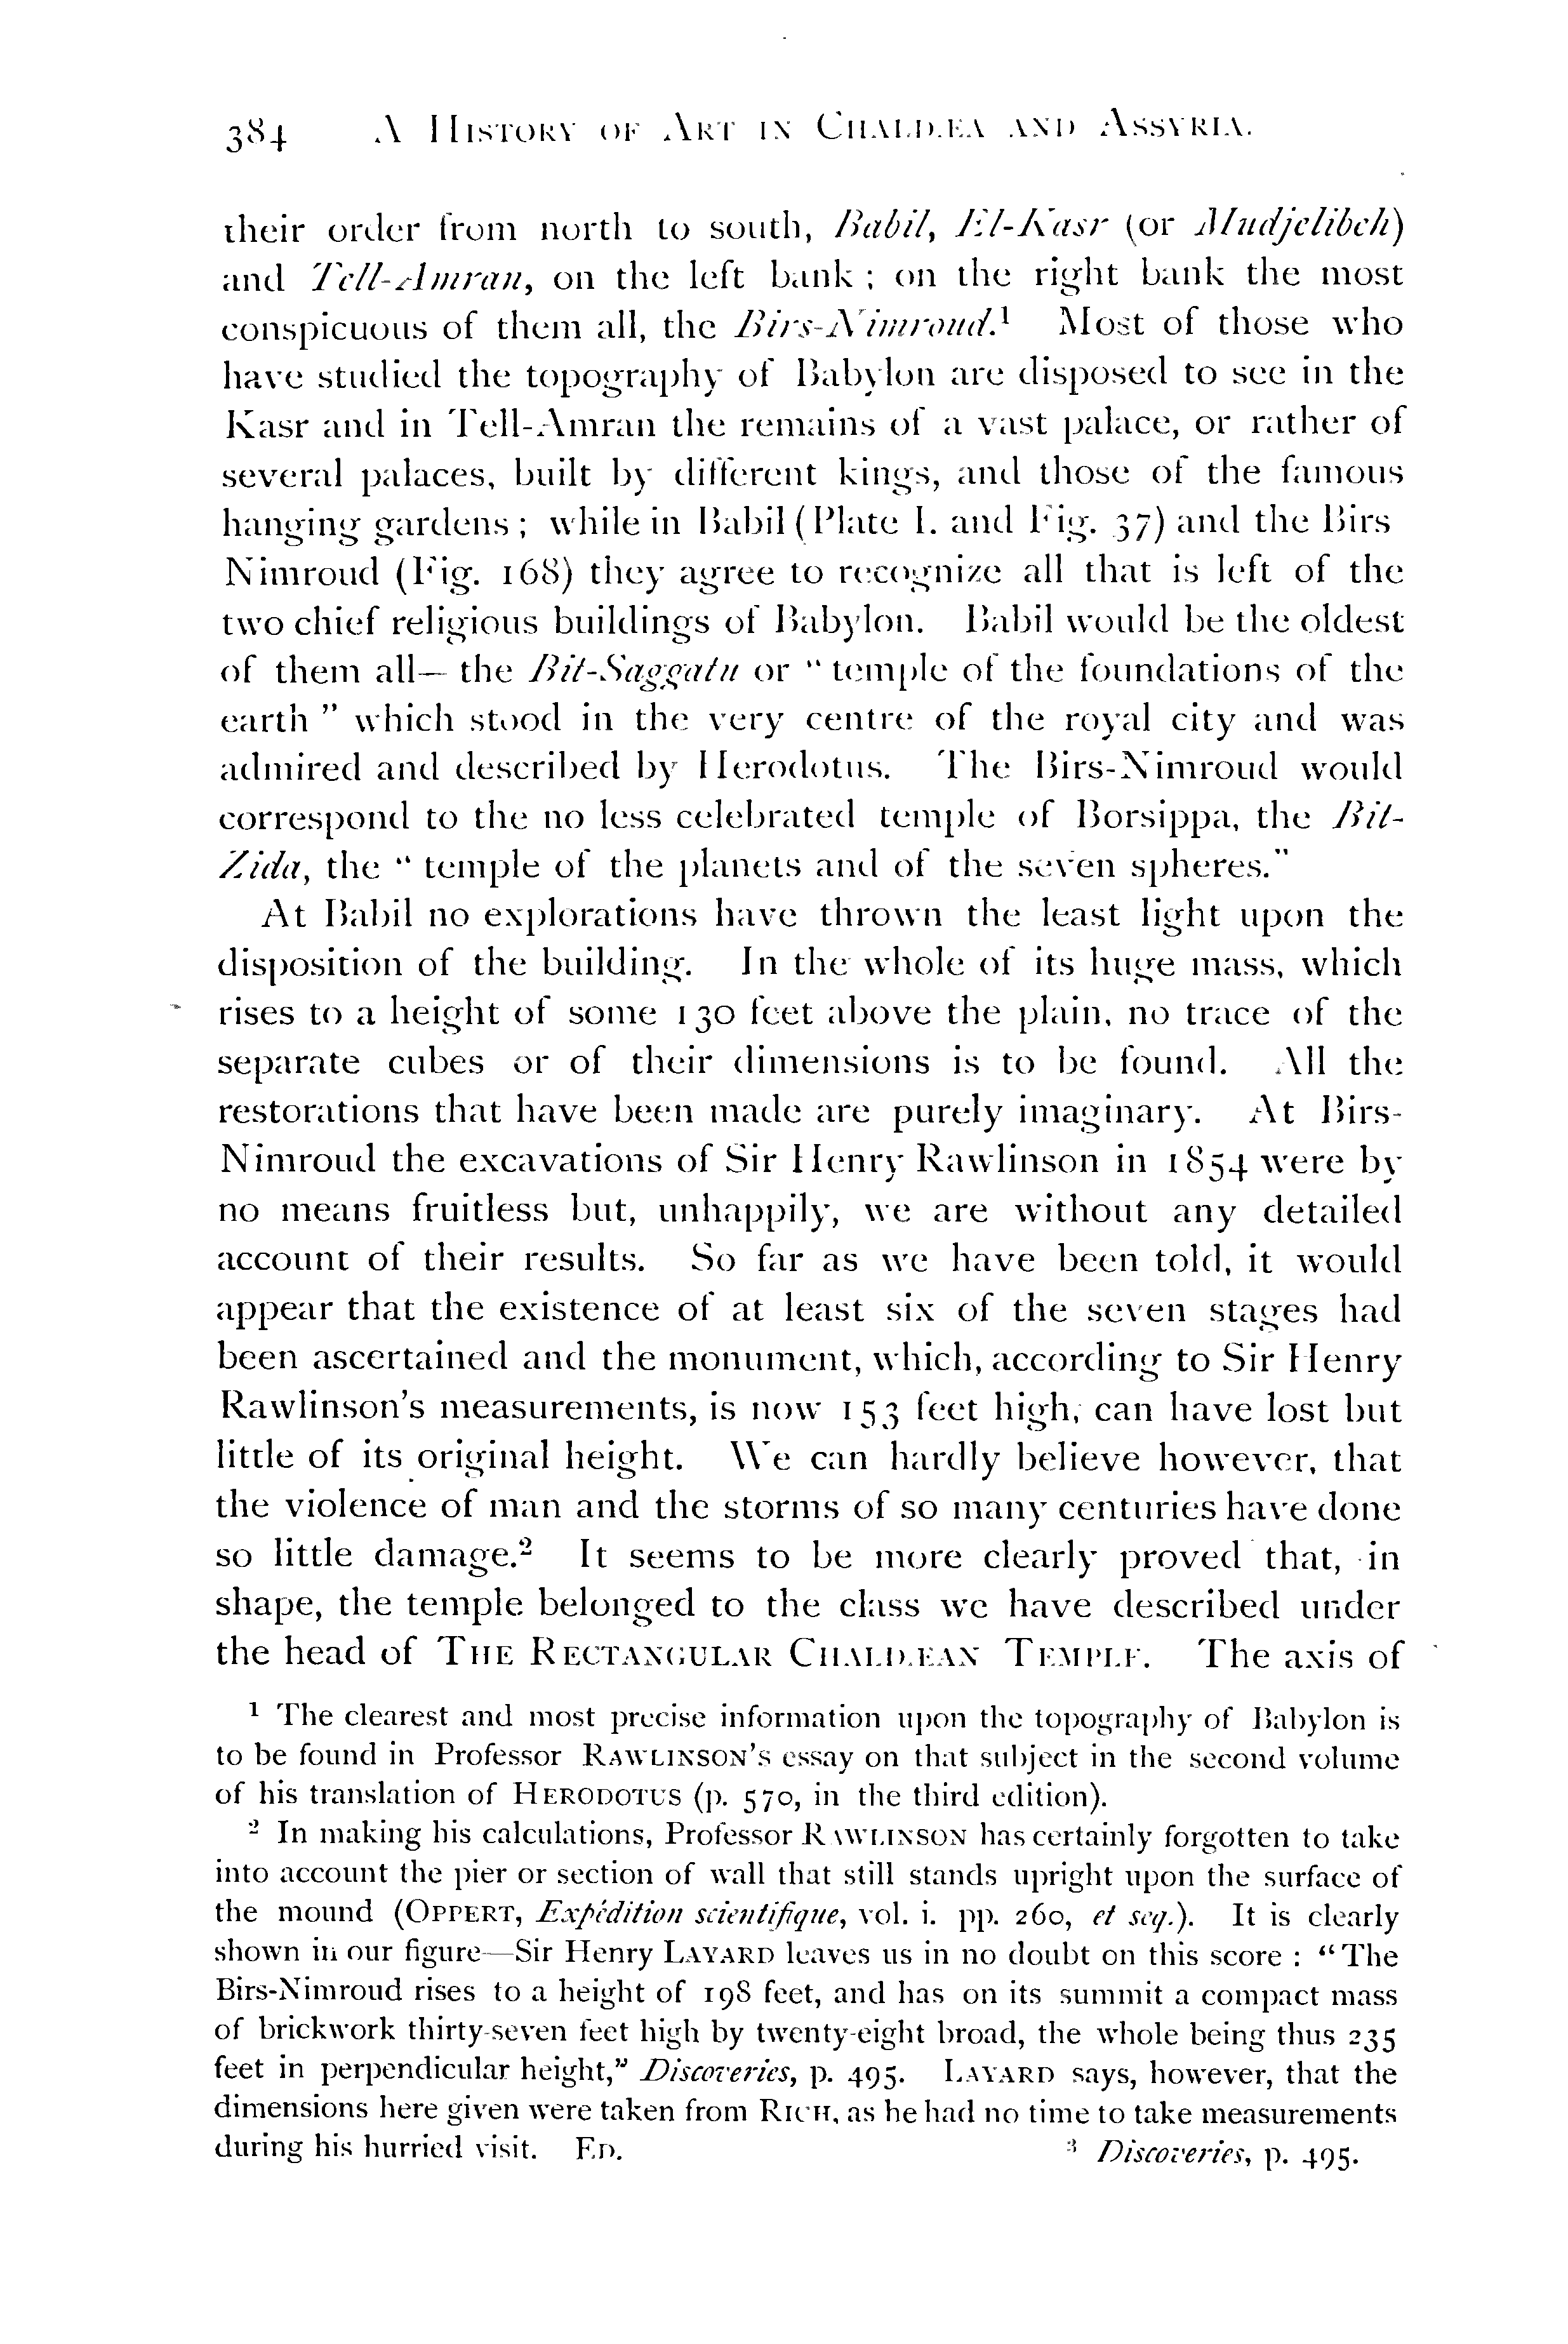 384 A History of Art in Chaldæa and Assyria.
their order from north to south, Babil, El-Kasr (or Mudjelibeh)
and Tell-Amran, on the left bank ; on the right bank the most
conspicuous of them all, the Birs-Nimroud.¹ Most of those who
have studied the topography of Babylon are disposed to see in the
Kasr and in Tell-Amran the remains of a vast palace, or rather of
several palaces, built by different kings, and those of the famous
hanging gardens ; while in Babil (Plate I. and Fig. 37) and the Birs
Nimroud (Fig. 168) they agree to recognize all that is left of the
two chief religious buildings of Babylon. Babil would be the oldest
of them all— the Bit-Saggatu or “ temple of the foundations of the
earth ” which stood in the very centre of the royal city and was
admired and described by Herodotus. The Birs-Nimroud would
correspond to the no less celebrated temple of Borsippa, the Bit-
Zida, the “ temple of the planets and of the seven spheres.”
At Babil no explorations have thrown the least light upon the
disposition of the building. In the whole of its huge mass, which
rises to a height of some 130 feet above the plain, no trace of the
separate cubes or of their dimensions is to be found. All the
restorations that have been made are purely imaginary. At Birs-
Nimroud the excavations of Sir Henry Rawlinson in 1854 were by
no means fruitless but, unhappily, we are without any detailed
account of their results. So far as we have been told, it would
appear that the existence of at least six of the seven stages had
been ascertained and the monument, which, according to Sir Henry
Rawlinson’s measurements, is now 153 feet high, can have lost but
little of its original height. We can hardly believe however, that
the violence of man and the storms of so many centuries have done
so little damage.² It seems to be more clearly proved that, in
shape, the temple belonged to the class we have described under
the head of The Rectangular Chaldæan Temple. The axis of
¹ The clearest and most precise information upon the topography of Babylon is
to be found in Professor Rawlinson’s essay on that subject in the second volume
of his translation of Herodotus (p. 570, in the third edition).
² In making his calculations, Professor Rawlinson has certainly forgotten to take
into account the pier or section of wall that still stands upright upon the surface of
the mound (Oppert, Expédition scientifique, vol. i. pp. 260, et seq.). It is clearly
shown in our figure—Sir Henry Layard leaves us in no doubt on this score : “ The
Birs-Nimroud rises to a height of 198 feet, and has on its summit a compact mass
of brickwork thirty-seven feet high by twenty-eight broad, the whole being thus 235
feet in perpendicular height,” Discoveries, p. 495. Layard says, however, that the
dimensions here given were taken from Rich, as he had no time to take measurements
during his hurried visit. Ed. ³ Discoveries, p. 495.